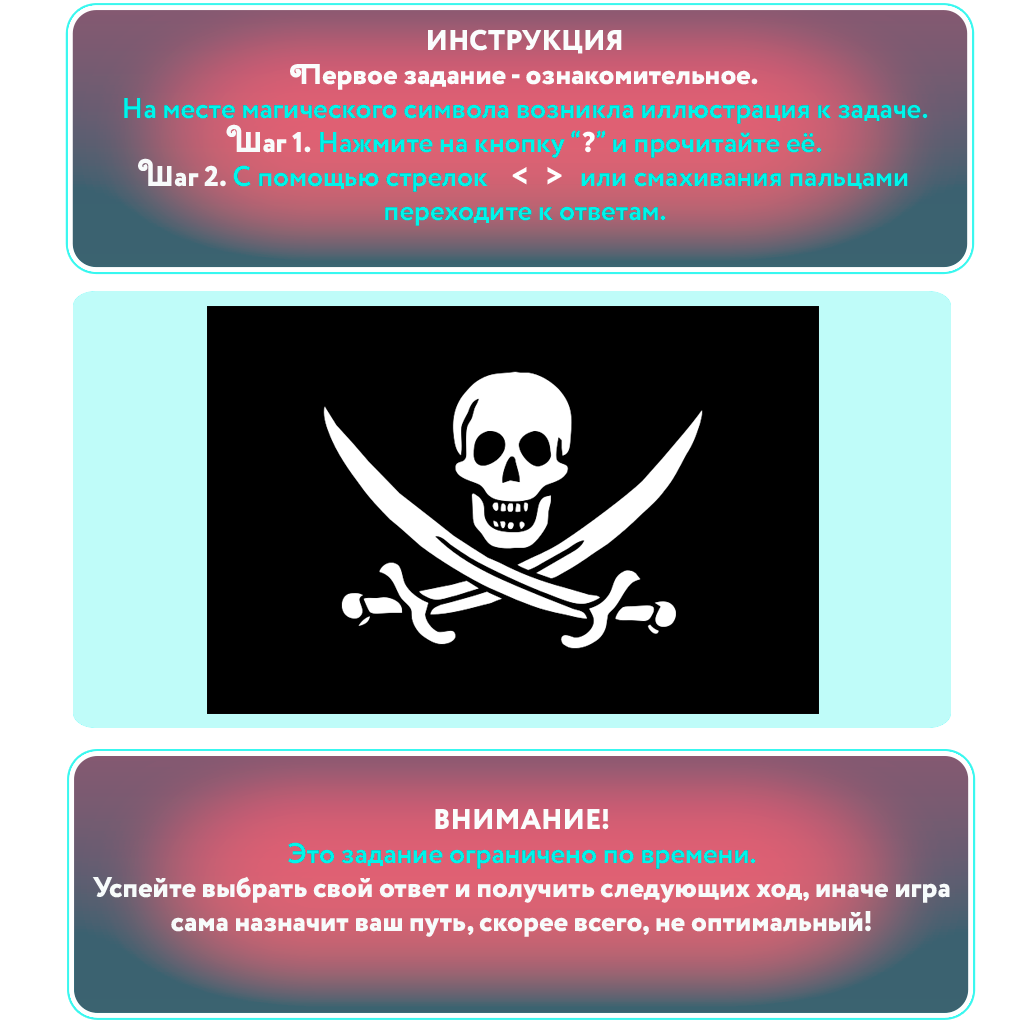 ИНСТРУКЦИЯ
Первое задание - ознакомительное.
На месте магического символа возникла иллюстрация к задаче.
Шаг 1. Нажмите на кнопку “?” и прочитайте её.
Шаг 2. С помощью стрелок < > или смахивания пальцами
переходите к ответам.
ВНИМАНИЕ!
Это задание ограничено по времени.
Успейте выбрать свой ответ и получить следующих ход, иначе игра
сама назначит ваш путь, скорее всего, не оптимальный!